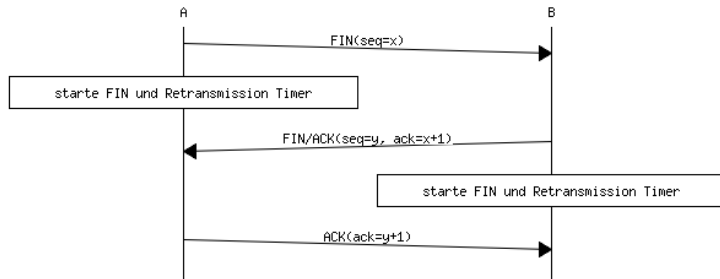 A
B
FIN(seq=x)
starte FIN und Retransmission Timer
FIN/ACK(seq=y, ack=x+1)
starte FIN und Retransmission Timer
ACK(ack=y+1)